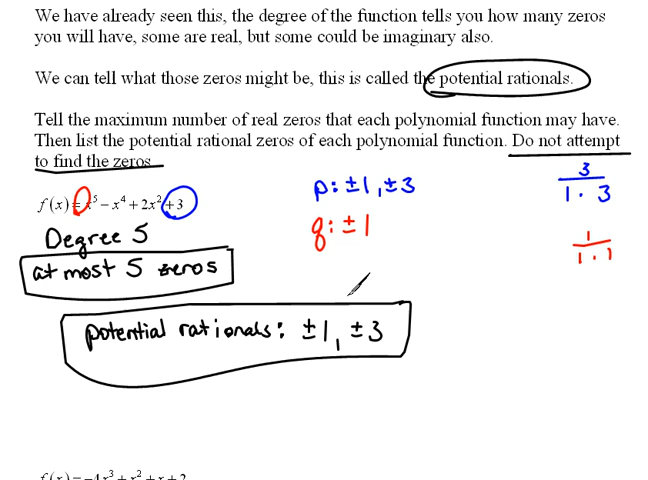 We have already seen this, the degree of the function tells you how many zeros
you will have, some are real, but some could be imaginary also.
We can tell what those zeros might be, this is called the potential rationals.
Tell the maximum number of real zeros that each polynomial function may have.
Then list the potential rational zeros of each polynomial function. Do not attempt
to find the zeros.
f(x) = x⁵ − x⁴ + 2x² + 3
p: ±1, ±3
3
1 · 3
Degree 5
q: ±1
1
1 · 1
at most 5 zeros
potential rationals: ±1, ±3
f(x) = −4x³ + x² + x + 2